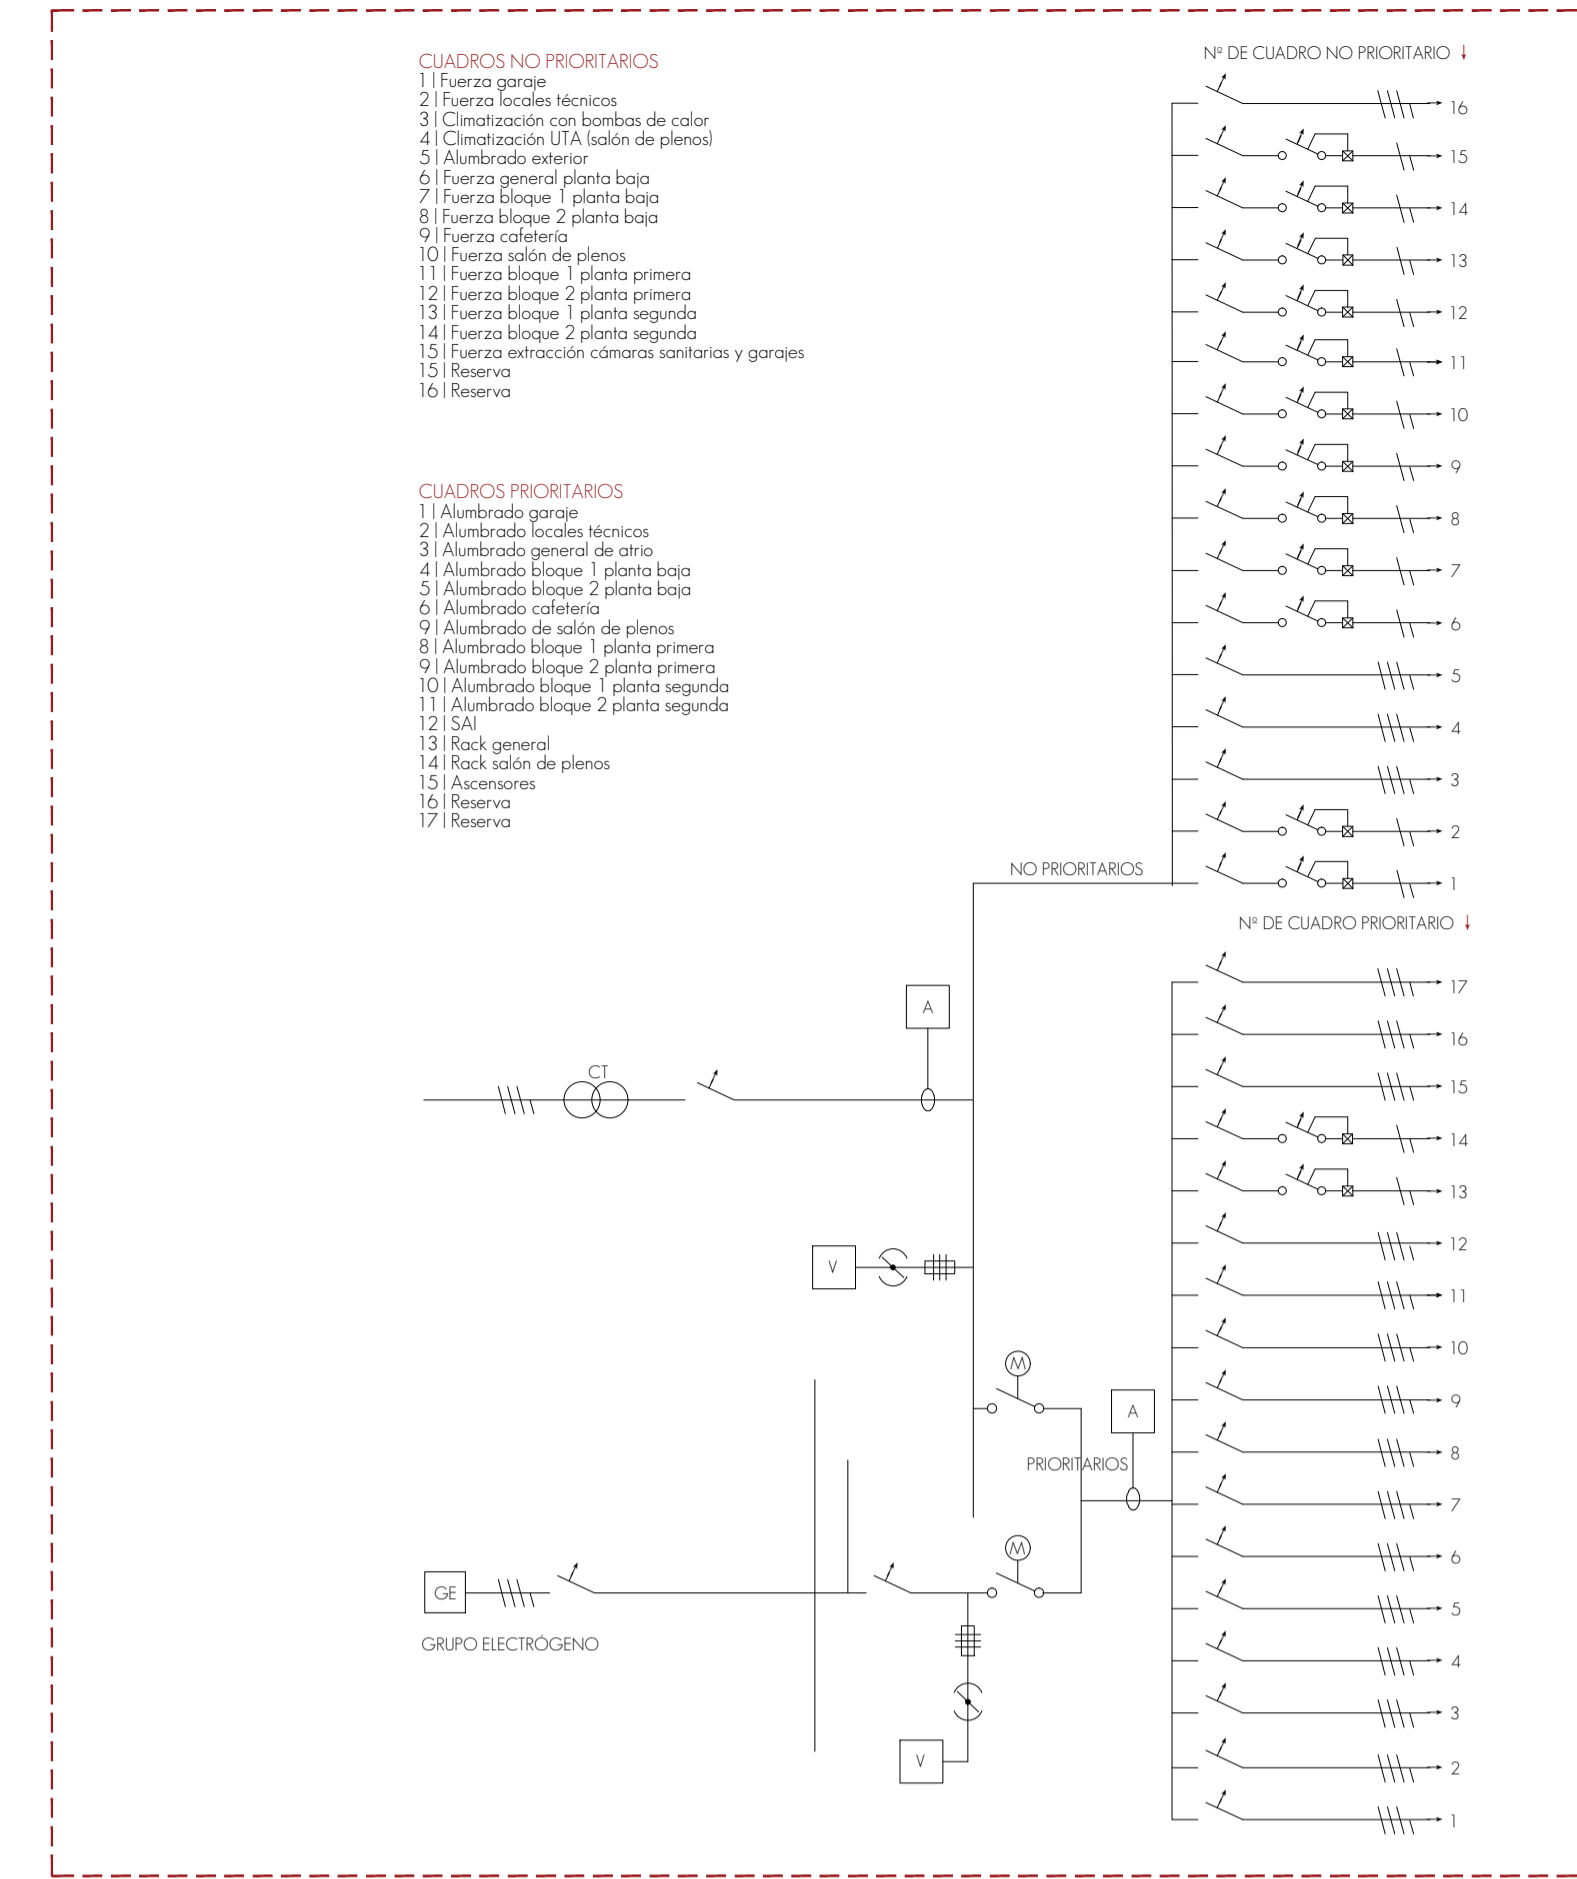 CUADROS NO PRIORITARIOS
1 | Fuerza garaje
2 | Fuerza locales técnicos
3 | Climatización con bombas de calor
4 | Climatización UTA (salón de plenos)
5 | Alumbrado exterior
6 | Fuerza general planta baja
7 | Fuerza bloque 1 planta baja
8 | Fuerza bloque 2 planta baja
9 | Fuerza cafetería
10 | Fuerza salón de plenos
11 | Fuerza bloque 1 planta primera
12 | Fuerza bloque 2 planta primera
13 | Fuerza bloque 1 planta segunda
14 | Fuerza bloque 2 planta segunda
15 | Fuerza extracción cámaras sanitarias y garajes
15 | Reserva
16 | Reserva
CUADROS PRIORITARIOS
1 | Alumbrado garaje
2 | Alumbrado locales técnicos
3 | Alumbrado general de atrio
4 | Alumbrado bloque 1 planta baja
5 | Alumbrado bloque 2 planta baja
6 | Alumbrado cafetería
9 | Alumbrado de salón de plenos
8 | Alumbrado bloque 1 planta primera
9 | Alumbrado bloque 2 planta primera
10 | Alumbrado bloque 1 planta segunda
11 | Alumbrado bloque 2 planta segunda
12 | SAI
13 | Rack general
14 | Rack salón de plenos
15 | Ascensores
16 | Reserva
17 | Reserva
Nº DE CUADRO NO PRIORITARIO ↓
16
15
14
13
12
11
10
9
8
7
6
5
4
3
2
1
NO PRIORITARIOS
Nº DE CUADRO PRIORITARIO ↓
17
16
15
14
13
12
11
10
9
8
7
6
5
4
3
2
1
A
CT
V
M
A
PRIORITARIOS
M
GE
GRUPO ELECTRÓGENO
V